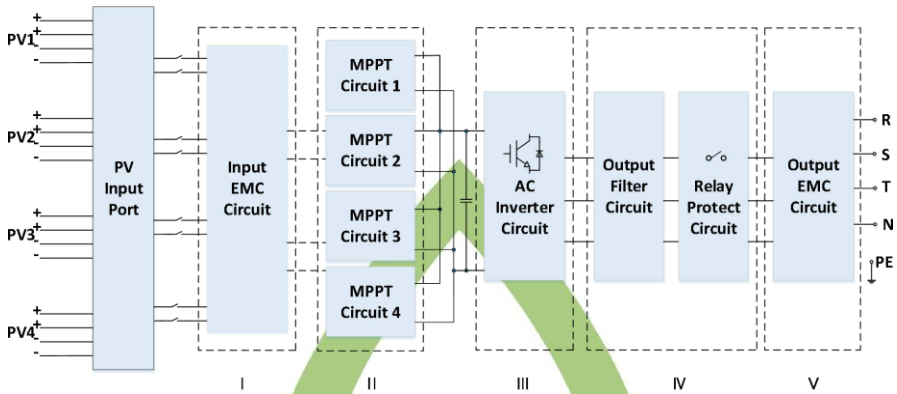 PV1
+
+
-
-
PV2
+
+
-
-
PV3
+
+
-
-
PV4
+
+
-
-
PV
Input
Port
Input
EMC
Circuit
MPPT
Circuit 1
MPPT
Circuit 2
MPPT
Circuit 3
MPPT
Circuit 4
AC
Inverter
Circuit
Output
Filter
Circuit
Relay
Protect
Circuit
Output
EMC
Circuit
R
S
T
N
PE
I
II
III
IV
V